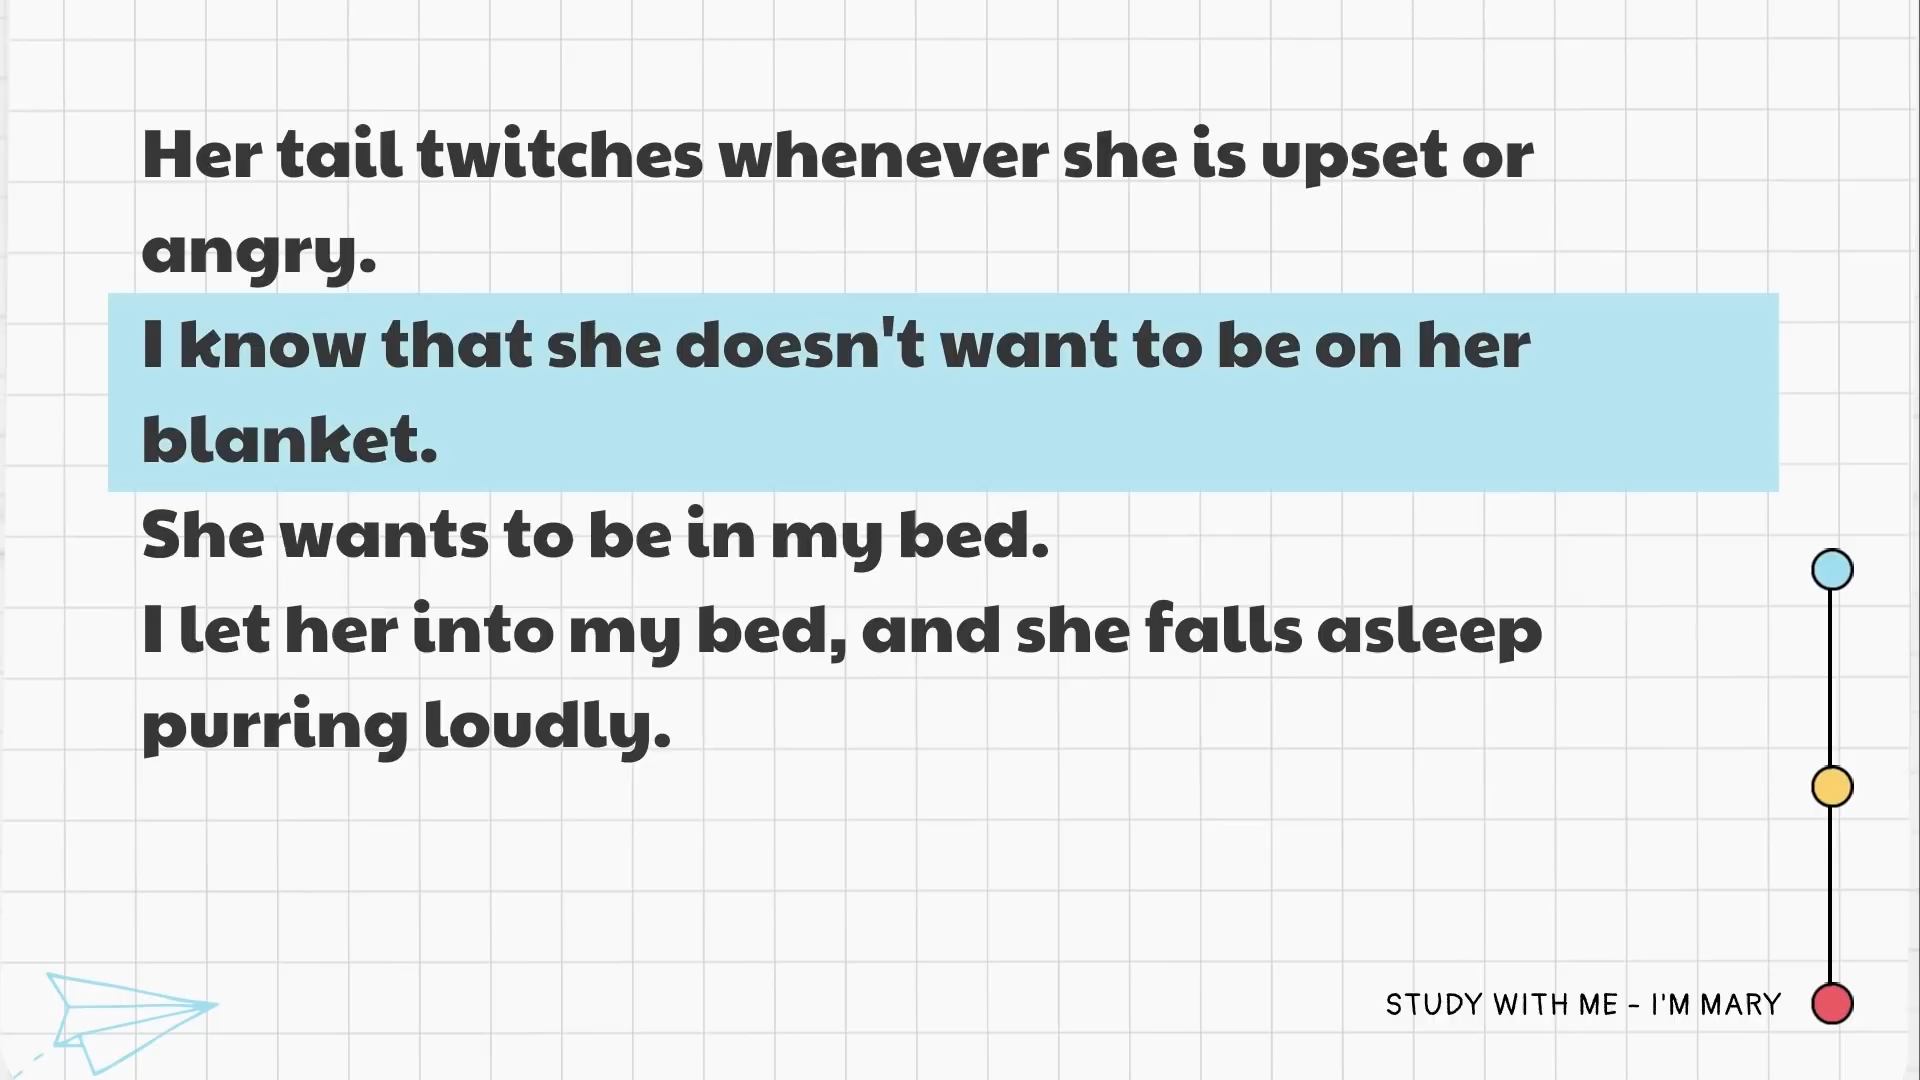 Her tail twitches whenever she is upset or
angry.
I know that she doesn't want to be on her
blanket.
She wants to be in my bed.
I let her into my bed, and she falls asleep
purring loudly.
STUDY WITH ME - I'M MARY